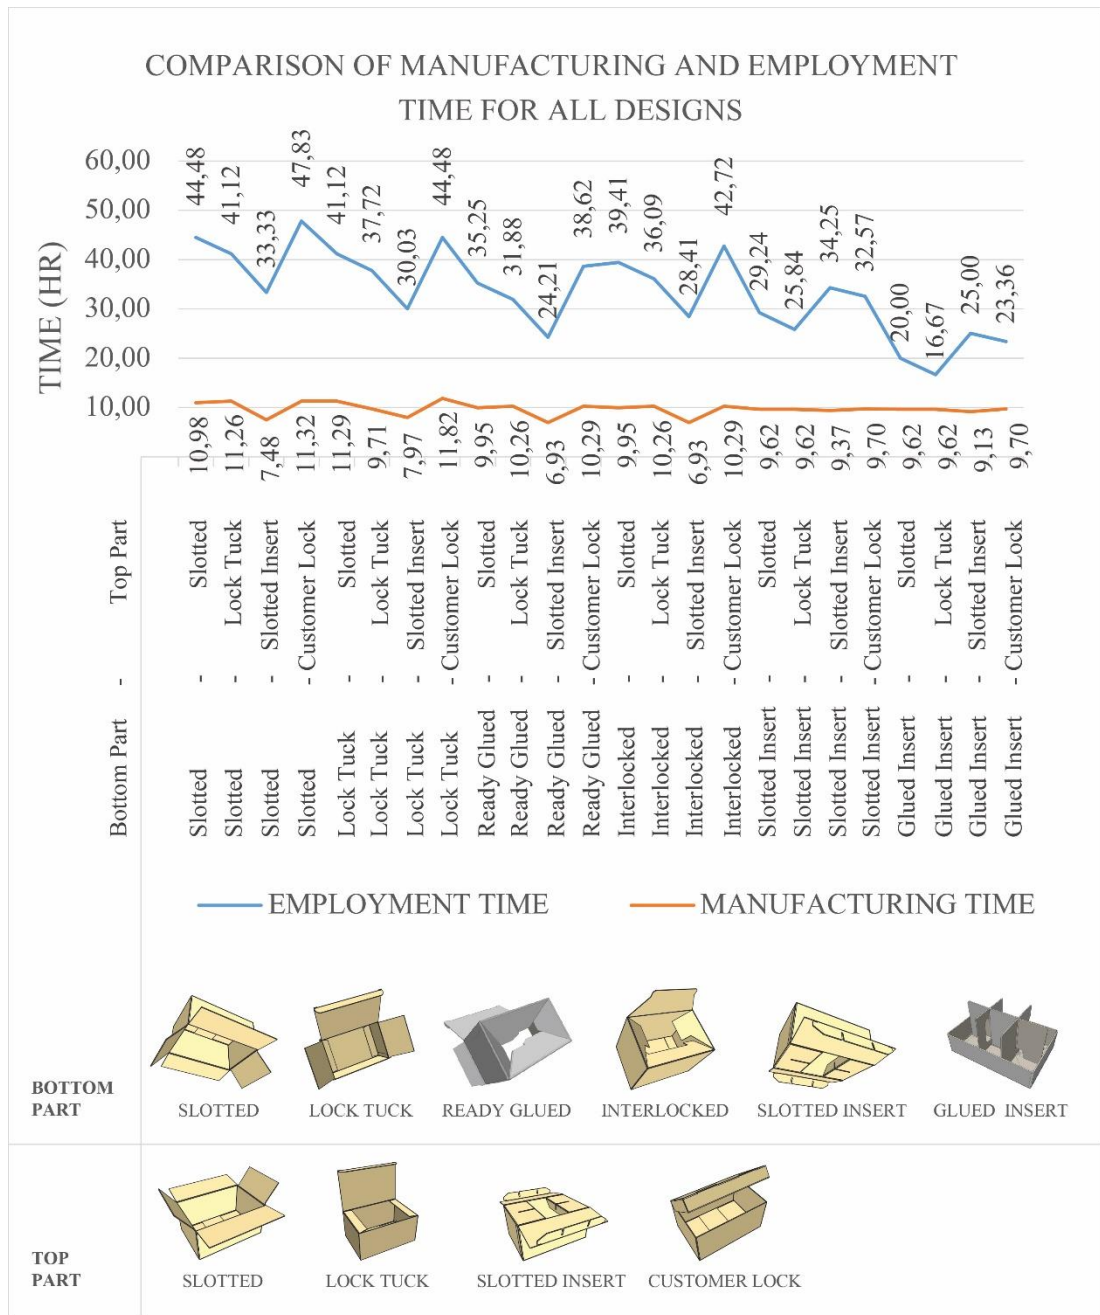 COMPARISON OF MANUFACTURING AND EMPLOYMENT
TIME FOR ALL DESIGNS
TIME (HR)
60,00
50,00
40,00
30,00
20,00
10,00
44,48
41,12
33,33
47,83
41,12
37,72
30,03
44,48
35,25
31,88
24,21
38,62
39,41
36,09
28,41
42,72
29,24
25,84
34,25
32,57
20,00
16,67
25,00
23,36
10,98
11,26
7,48
11,32
11,29
9,71
7,97
11,82
9,95
10,26
6,93
10,29
9,95
10,26
6,93
10,29
9,62
9,62
9,37
9,70
9,62
9,62
9,13
9,70
Bottom Part - Top Part
Slotted - Slotted
Slotted - Lock Tuck
Slotted - Slotted Insert
Slotted - Customer Lock
Lock Tuck - Slotted
Lock Tuck - Lock Tuck
Lock Tuck - Slotted Insert
Lock Tuck - Customer Lock
Ready Glued - Slotted
Ready Glued - Lock Tuck
Ready Glued - Slotted Insert
Ready Glued - Customer Lock
Interlocked - Slotted
Interlocked - Lock Tuck
Interlocked - Slotted Insert
Interlocked - Customer Lock
Slotted Insert - Slotted
Slotted Insert - Lock Tuck
Slotted Insert - Slotted Insert
Slotted Insert - Customer Lock
Glued Insert - Slotted
Glued Insert - Lock Tuck
Glued Insert - Slotted Insert
Glued Insert - Customer Lock
EMPLOYMENT TIME
MANUFACTURING TIME
BOTTOM
PART
SLOTTED
LOCK TUCK
READY GLUED
INTERLOCKED
SLOTTED INSERT
GLUED INSERT
TOP
PART
SLOTTED
LOCK TUCK
SLOTTED INSERT
CUSTOMER LOCK